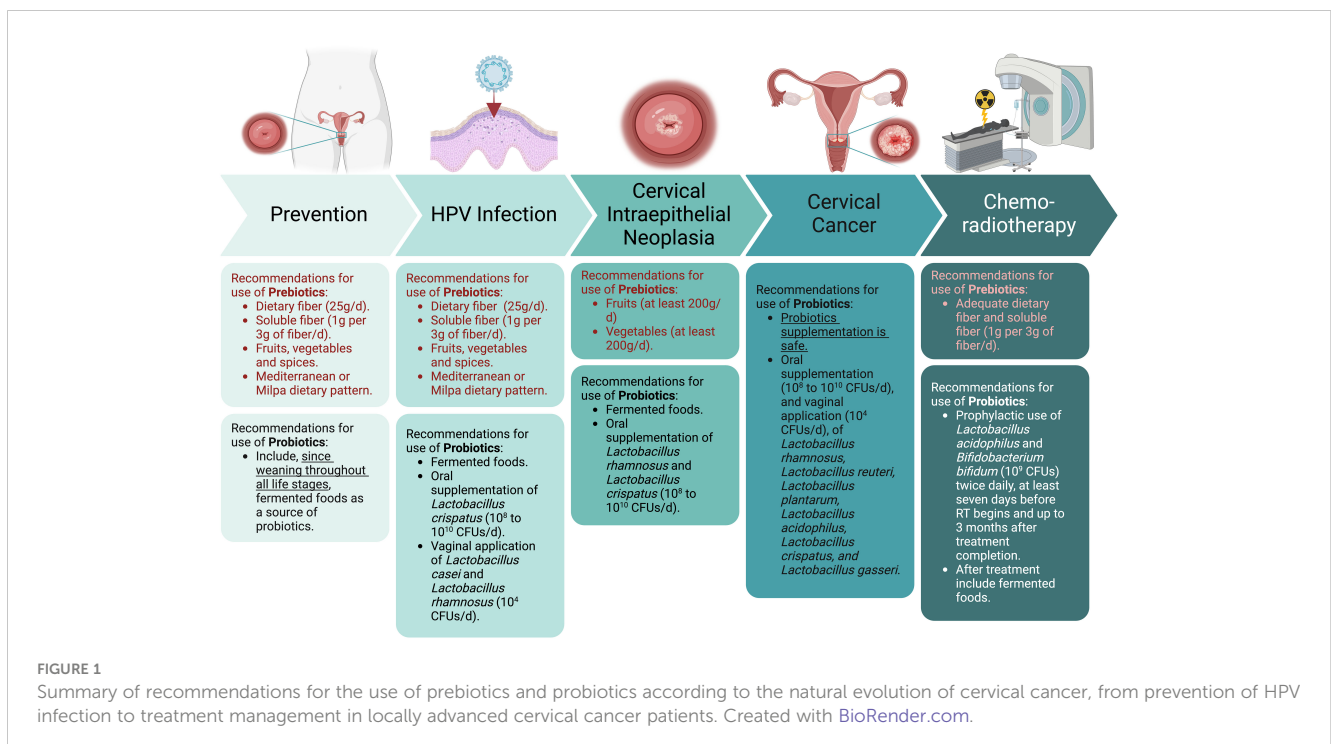 Prevention
HPV Infection
Cervical
Intraepithelial
Neoplasia
Cervical
Cancer
Chemo-
radiotherapy
Recommendations for
use of Prebiotics:
• Dietary fiber (25g/d).
• Soluble fiber (1g per
3g of fiber/d).
• Fruits, vegetables
and spices.
• Mediterranean or
Milpa dietary pattern.
Recommendations for
use of Probiotics:
• Include, since
weaning throughout
all life stages,
fermented foods as
a source of
probiotics.
Recommendations for
use of Prebiotics:
• Dietary fiber (25g/d).
• Soluble fiber (1g per
3g of fiber/d).
• Fruits, vegetables
and spices.
• Mediterranean or
Milpa dietary pattern.
Recommendations for
use of Probiotics:
• Fermented foods.
• Oral
supplementation of
Lactobacillus
crispatus (10⁸ to
10¹⁰ CFUs/d).
• Vaginal application
of Lactobacillus
casei and
Lactobacillus
rhamnosus (10⁴
CFUs/d).
Recommendations for
use of Prebiotics:
• Fruits (at least 200g/
d)
• Vegetables (at least
200g/d).
Recommendations for
use of Probiotics:
• Fermented foods.
• Oral
supplementation of
Lactobacillus
rhamnosus and
Lactobacillus
crispatus (10⁸ to
10¹⁰ CFUs/d).
Recommendations for
use of Probiotics:
• Probiotics
supplementation is
safe.
• Oral
supplementation
(10⁸ to 10¹⁰ CFUs/d),
and vaginal
application (10⁴
CFUs/d), of
Lactobacillus
rhamnosus,
Lactobacillus reuteri,
Lactobacillus
plantarum,
Lactobacillus
acidophilus,
Lactobacillus
crispatus, and
Lactobacillus gasseri.
Recommendations for
use of Prebiotics:
• Adequate dietary
fiber and soluble
fiber (1g per 3g of
fiber/d).
Recommendations for
use of Probiotics:
• Prophylactic use of
Lactobacillus
acidophilus and
Bifidobacterium
bifidum (10⁹ CFUs)
twice daily, at least
seven days before
RT begins and up to
3 months after
treatment
completion.
• After treatment
include fermented
foods.
FIGURE 1
Summary of recommendations for the use of prebiotics and probiotics according to the natural evolution of cervical cancer, from prevention of HPV
infection to treatment management in locally advanced cervical cancer patients. Created with BioRender.com.